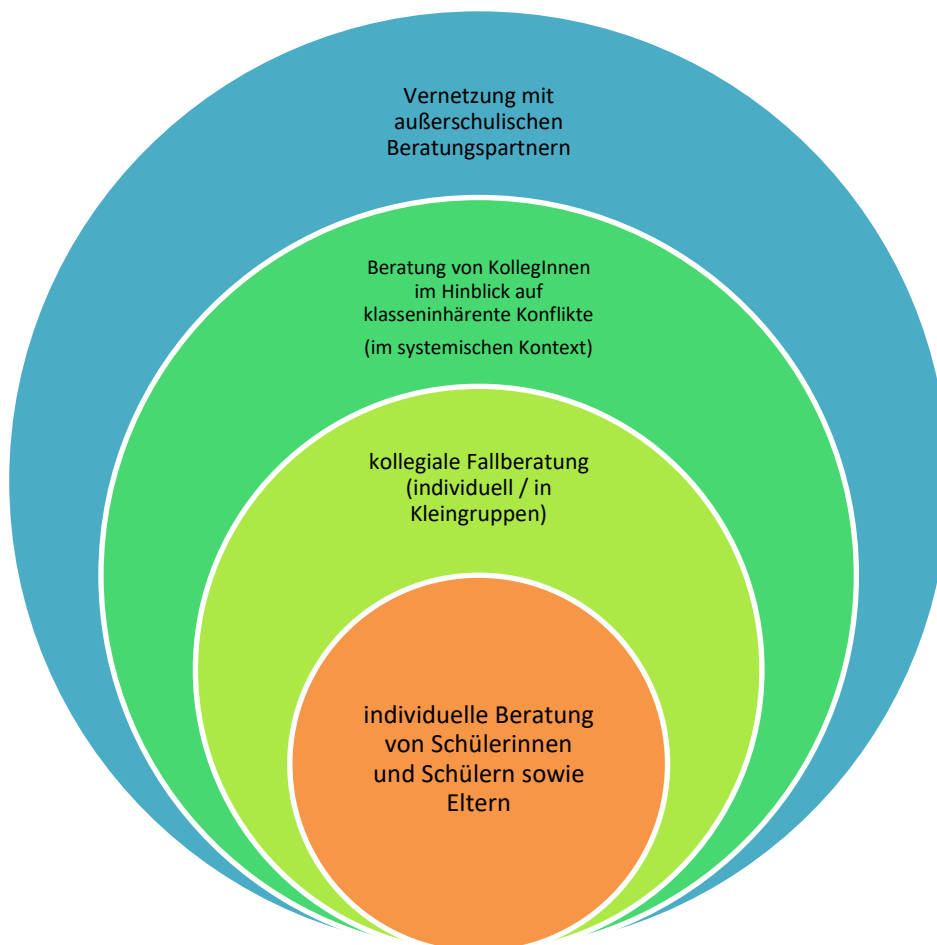 Vernetzung mit
außerschulischen
Beratungspartnern
Beratung von KollegInnen
im Hinblick auf
klasseninhärente Konflikte
(im systemischen Kontext)
kollegiale Fallberatung
(individuell / in
Kleingruppen)
individuelle Beratung
von Schülerinnen
und Schülern sowie
Eltern